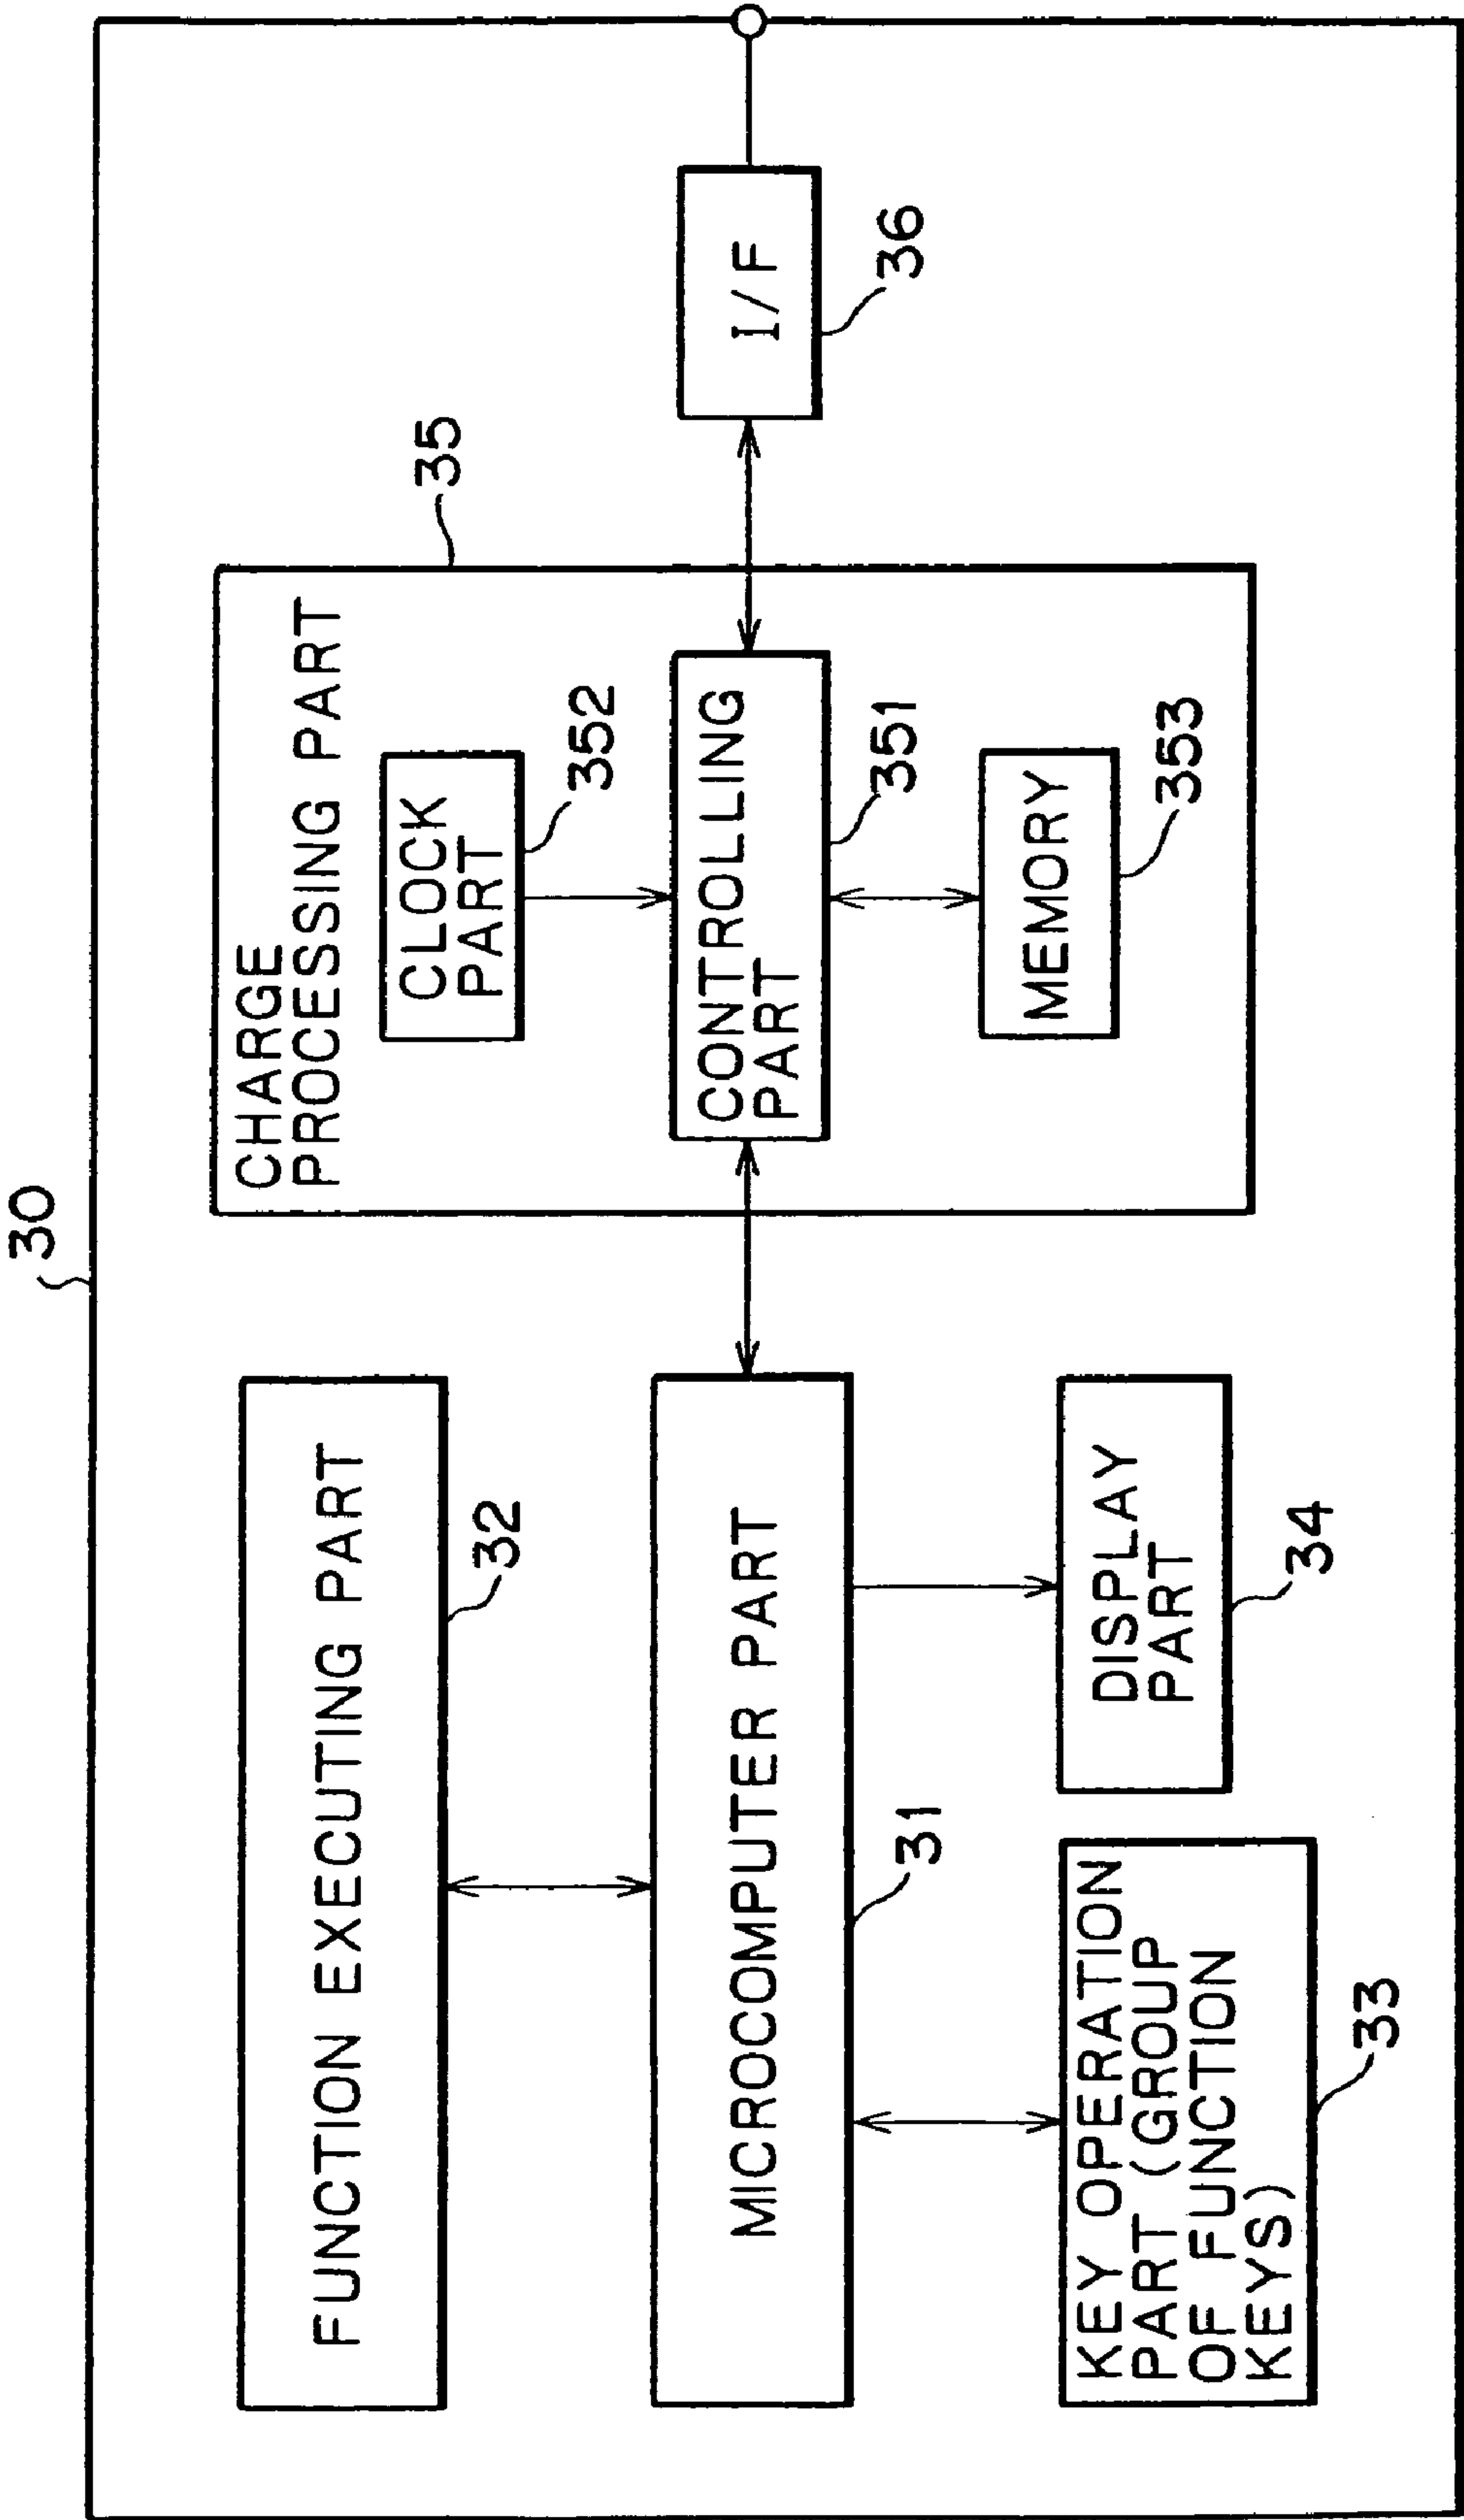 30
FUNCTION EXECUTING PART
32
MICROCOMPUTER PART
31
KEY OPERATION
PART (GROUP
OF FUNCTION
KEYS)
33
DISPLAY
PART
34
CHARGE
PROCESSING PART
35
CLOCK
PART
352
CONTROLLING
PART
351
MEMORY
353
I/F
36